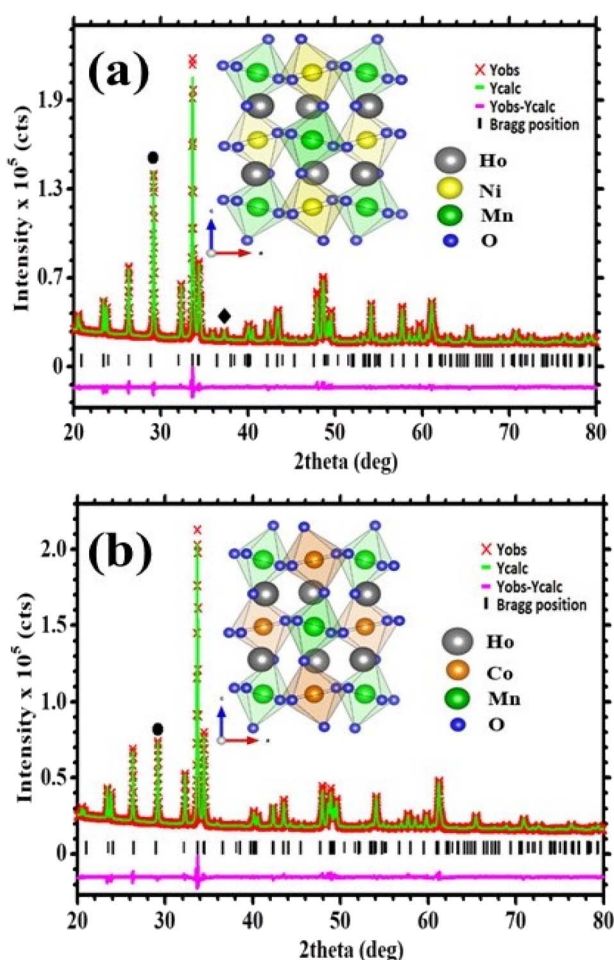 (a)
Yobs
Ycalc
Yobs-Ycalc
Bragg position
Ho
Ni
Mn
O
Intensity x 10⁵ (cts)
1.9
1.3
0.7
0
20 30 40 50 60 70 80
2theta (deg)
(b)
Yobs
Ycalc
Yobs-Ycalc
Bragg position
Ho
Co
Mn
O
Intensity x 10⁵ (cts)
2.0
1.5
1.0
0.5
0
20 30 40 50 60 70 80
2theta (deg)